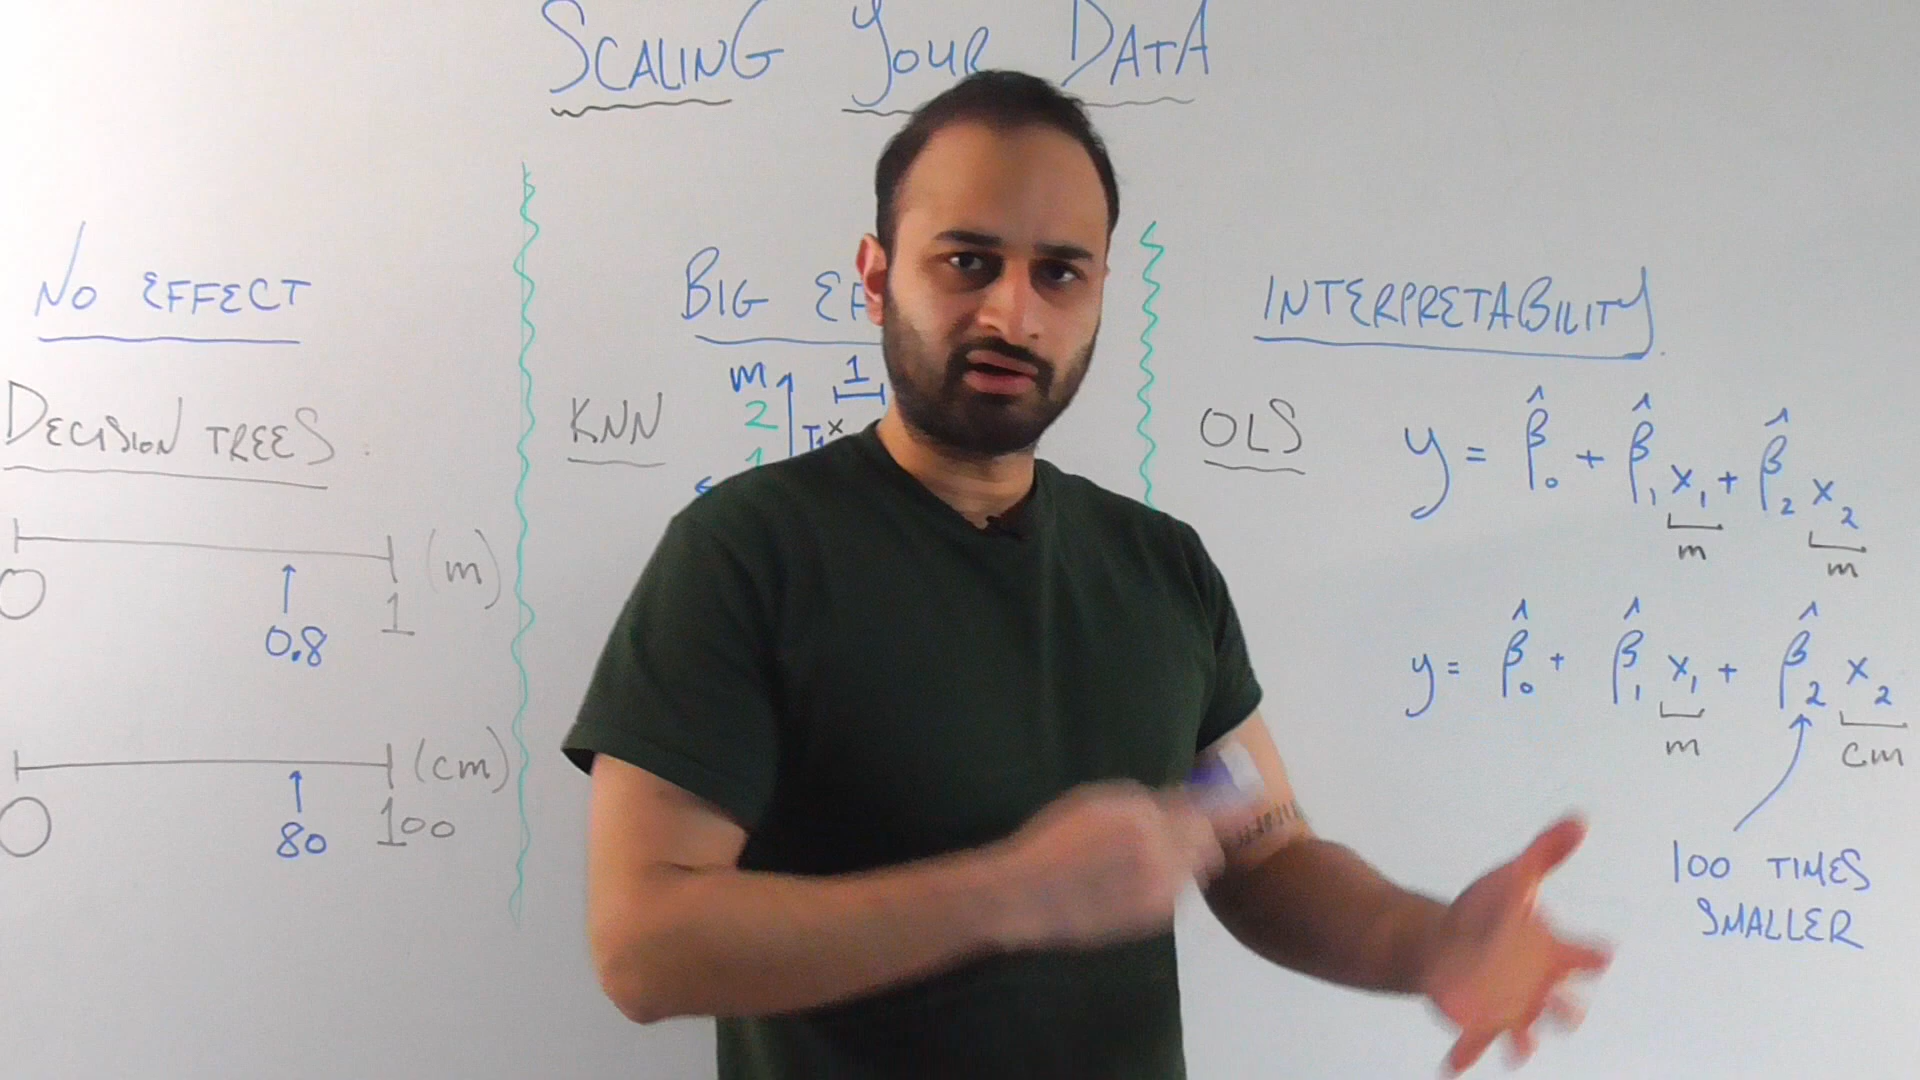 SCALING YOUR DATA
NO EFFECT
DECISION TREES
0 1 (m)
0.8
0 100 (cm)
80
BIG EF
KNN
m
1
2
1
INTERPRETABILITY
OLS
y = β̂₀ + β̂₁ x₁ + β̂₂ x₂
m m
y = β̂₀ + β̂₁ x₁ + β̂₂ x₂
m cm
100 TIMES
SMALLER